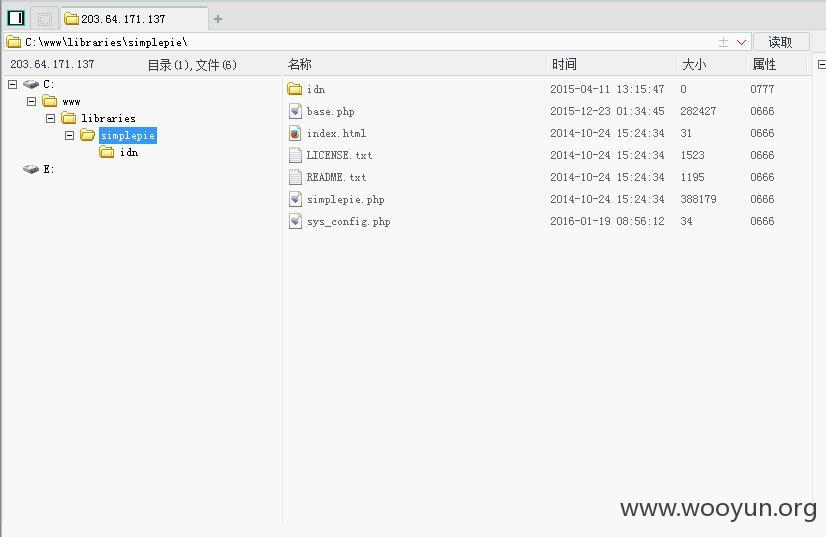 203.64.171.137 +
C:\www\libraries\simplepie\ 读取
203.64.171.137 目录(1),文件(6) 名称 时间 大小 属性
C:
www
libraries
simplepie
idn
E:
idn 2015-04-11 13:15:47 0 0777
base.php 2015-12-23 01:34:45 282427 0666
index.html 2014-10-24 15:24:34 31 0666
LICENSE.txt 2014-10-24 15:24:34 1523 0666
README.txt 2014-10-24 15:24:34 1195 0666
simplepie.php 2014-10-24 15:24:34 388179 0666
sys_config.php 2016-01-19 08:56:12 34 0666
www.wooyun.org